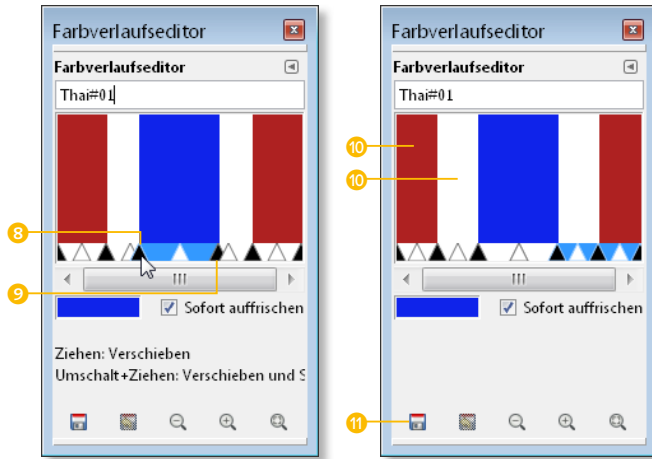 Farbverlaufseditor
Farbverlaufseditor
Thai#01
8
9
Sofort auffrischen
Ziehen: Verschieben
Umschalt+Ziehen: Verschieben und S
Farbverlaufseditor
Farbverlaufseditor
Thai#01
10
10
Sofort auffrischen
11